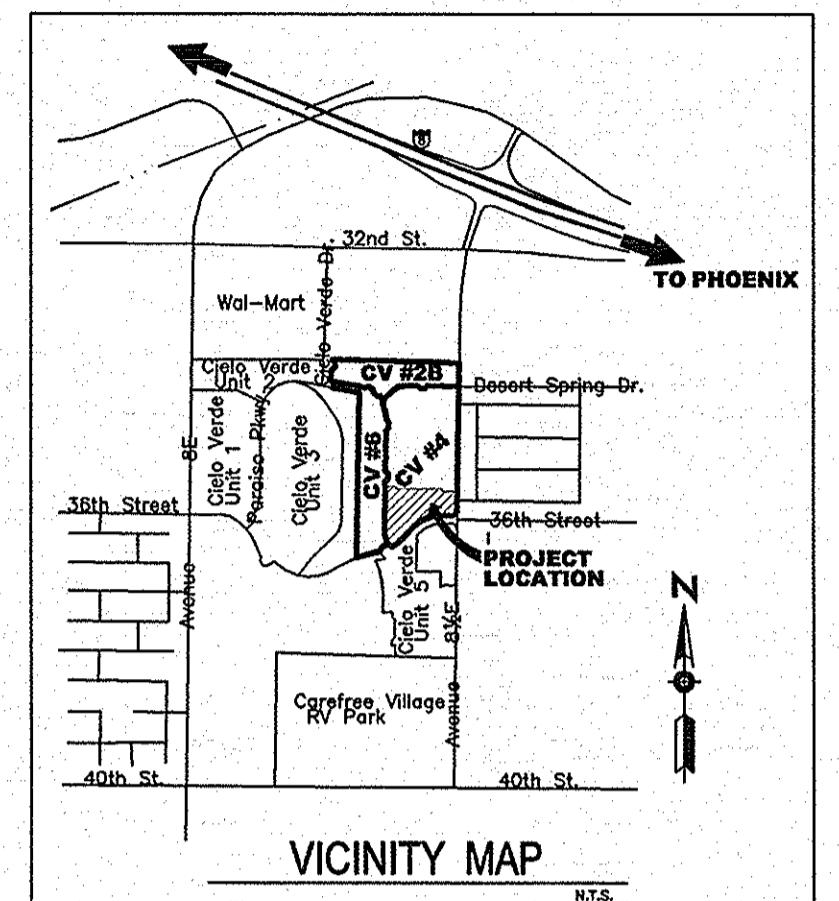 8
TO PHOENIX
32nd St.
Cielo Verde Dr.
Wal-Mart
Cielo Verde
Unit 2
CV #2B
Desert Spring Dr.
8E
Avenue
Cielo Verde
Unit 1
Paraiso Pkwy.
Cielo Verde
Unit 3
CV #6
CV #4
36th Street
36th Street
PROJECT
LOCATION
Cielo Verde
Unit 5
8½E
Avenue
N
Carefree Village
RV Park
40th St.
40th St.
VICINITY MAP
N.T.S.